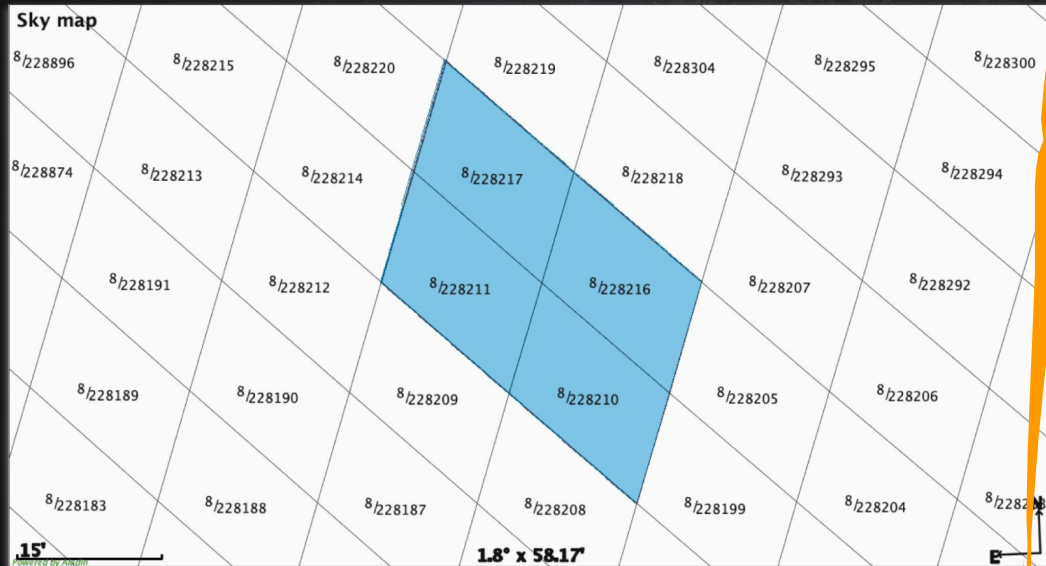 Sky map
8/228896 8/228215 8/228220 8/228219 8/228304 8/228295 8/228300
8/228874 8/228213 8/228214 8/228217 8/228218 8/228293 8/228294
8/228191 8/228212 8/228211 8/228216 8/228207 8/228292
8/228189 8/228190 8/228209 8/228210 8/228205 8/228206
8/228183 8/228188 8/228187 8/228208 8/228199 8/228204
N
15' 1.8° x 58.17' E
Powered by Aladin